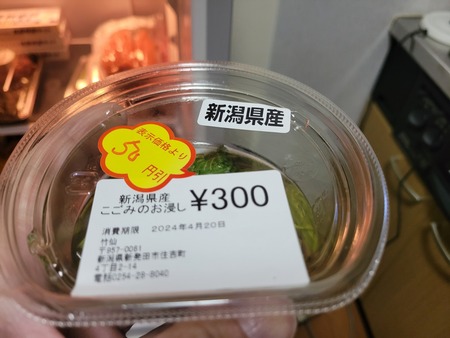 新潟県産
表示価格より
50
円引
新潟県産
こごみのお浸し
¥300
消費期限 2024年4月20日
竹仙
〒957-0061
新潟県新発田市住吉町
4丁目2-14
電話0254-28-8040